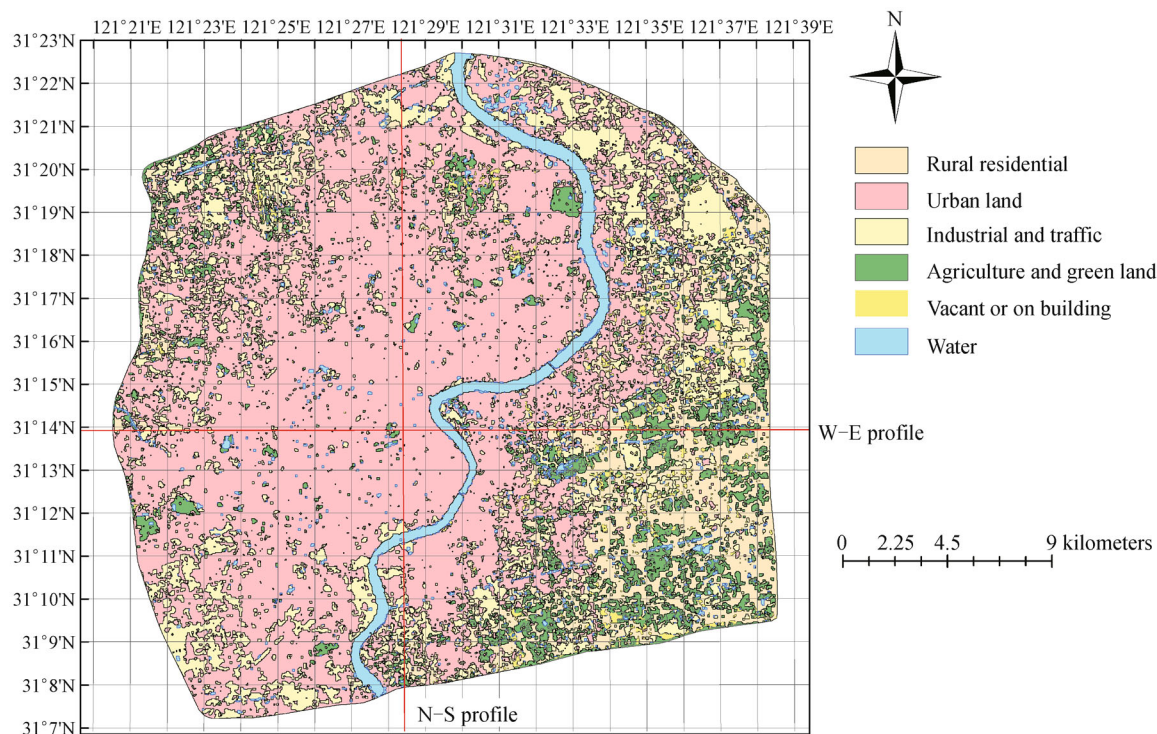 121°21'E 121°23'E 121°25'E 121°27'E 121°29'E 121°31'E 121°33'E 121°35'E 121°37'E 121°39'E
N
31°23'N
31°22'N
31°21'N
31°20'N
31°19'N
31°18'N
31°17'N
31°16'N
31°15'N
31°14'N
31°13'N
31°12'N
31°11'N
31°10'N
31°9'N
31°8'N
31°7'N
Rural residential
Urban land
Industrial and traffic
Agriculture and green land
Vacant or on building
Water
W-E profile
0 2.25 4.5 9 kilometers
N-S profile